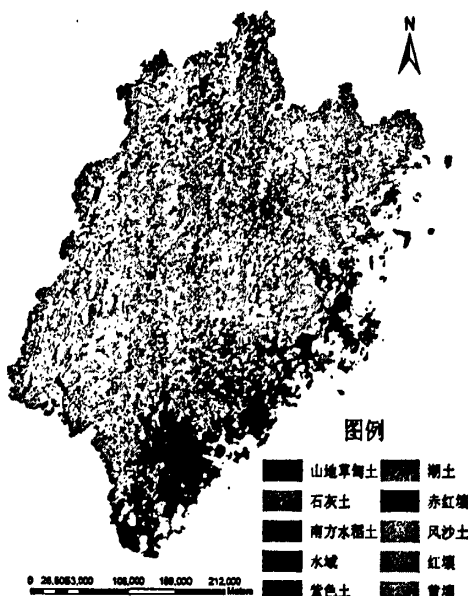 N
图例
山地草甸土 潮土
石灰土 赤红壤
南方水稻土 风沙土
水域 红壤
紫色土 黄壤
0 26,50053,000 106,000 159,000 212,000
Meters